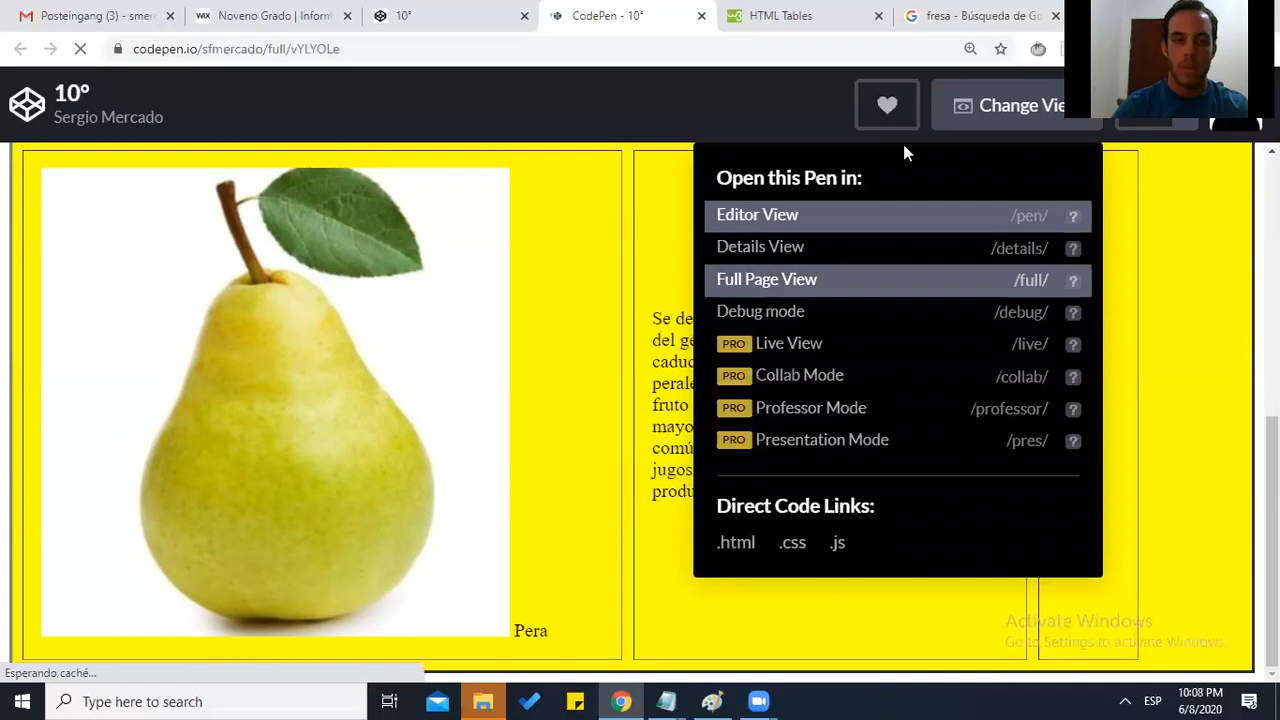 Posteingang (3) - smer
Noveno Grado | Inform
10°
CodePen - 10°
HTML Tables
fresa - Búsqueda de Go
codepen.io/sfmercado/full/vYLYOLe
10°
Sergio Mercado
Change Vie
Open this Pen in:
Editor View /pen/ ?
Details View /details/ ?
Full Page View /full/ ?
Debug mode /debug/ ?
PRO Live View /live/ ?
PRO Collab Mode /collab/ ?
PRO Professor Mode /professor/ ?
PRO Presentation Mode /pres/ ?
Direct Code Links:
.html .css .js
Se de
del ge
caduc
perale
fruto
mayo
comú
jugos
produ
Pera
Activate Windows
Go to Settings to activate Windows.
Esperando caché...
Type here to search
ESP
10:08 PM
6/8/2020